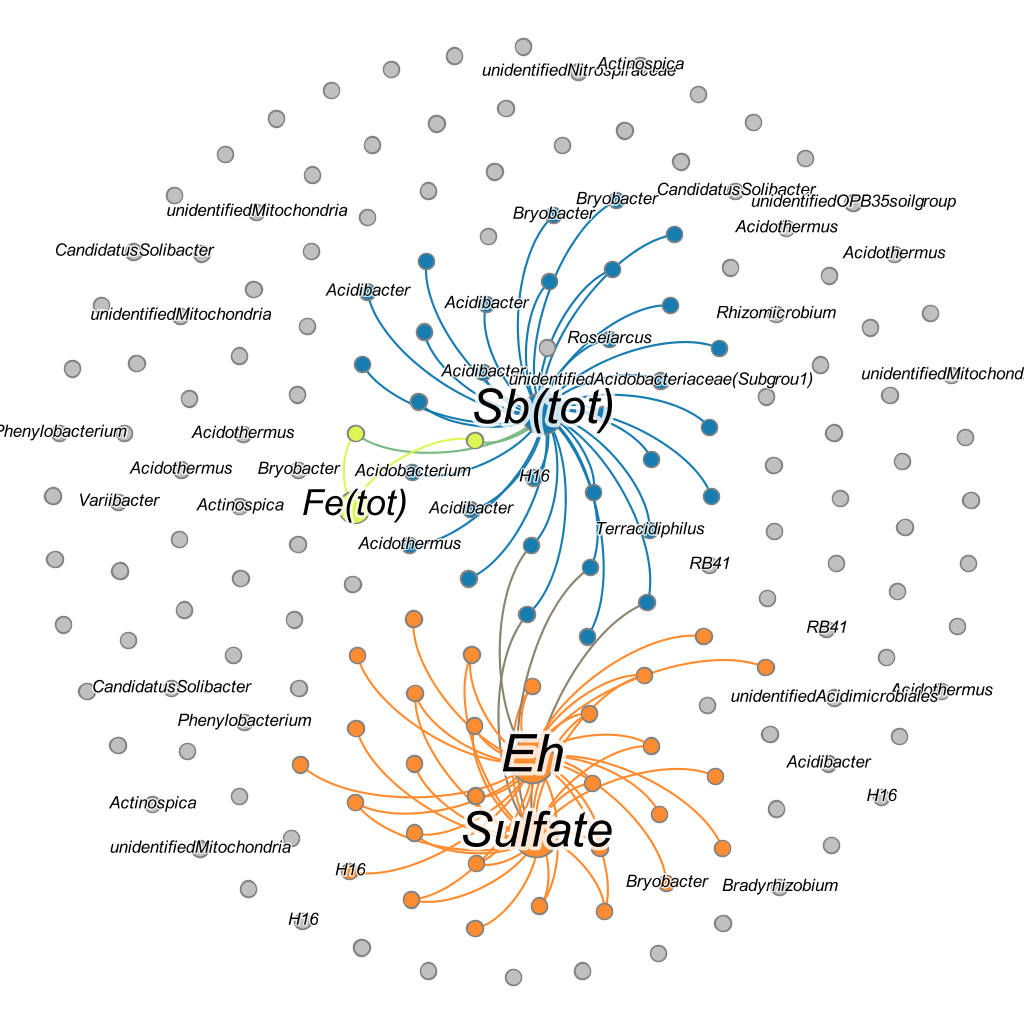 Actinospica
unidentifiedNitrospiraceae
CandidatusSolibacter
Bryobacter
unidentifiedOPB35soilgroup
unidentifiedMitochondria
Bryobacter
Acidothermus
CandidatusSolibacter
Acidothermus
Acidibacter
Acidibacter
unidentifiedMitochondria
Rhizomicrobium
Roseiarcus
Acidibacter
unidentifiedAcidobacteriaceae(Subgrou1)
unidentifiedMitochond
Sb(tot)
Phenylobacterium
Acidothermus
Acidothermus
Bryobacter
Acidobacterium
H16
Variibacter
Actinospica
Fe(tot)
Acidibacter
Terracidiphilus
Acidothermus
RB41
RB41
CandidatusSolibacter
unidentifiedAcidimicrobiales
Acidothermus
Phenylobacterium
Eh
Acidibacter
H16
Actinospica
Sulfate
unidentifiedMitochondria
H16
Bryobacter
Bradyrhizobium
H16